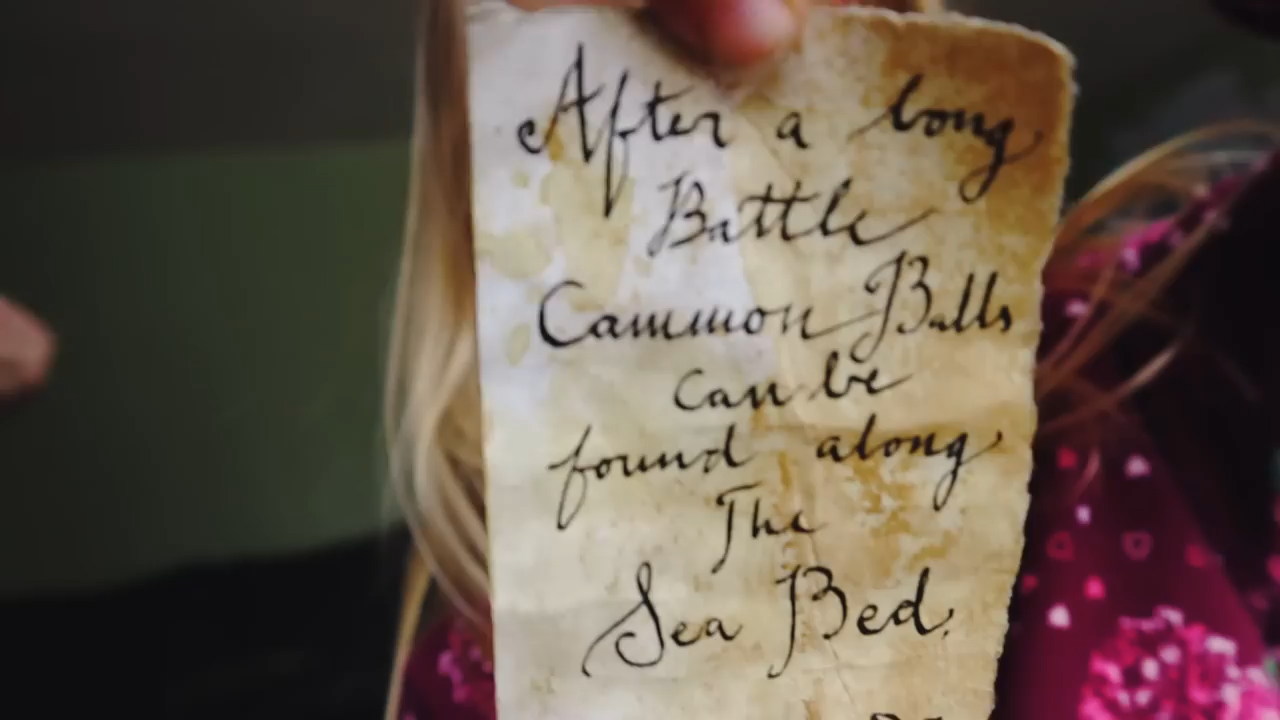 After a long
Battle
Cammon Balls
can be
found along
The
Sea Bed.